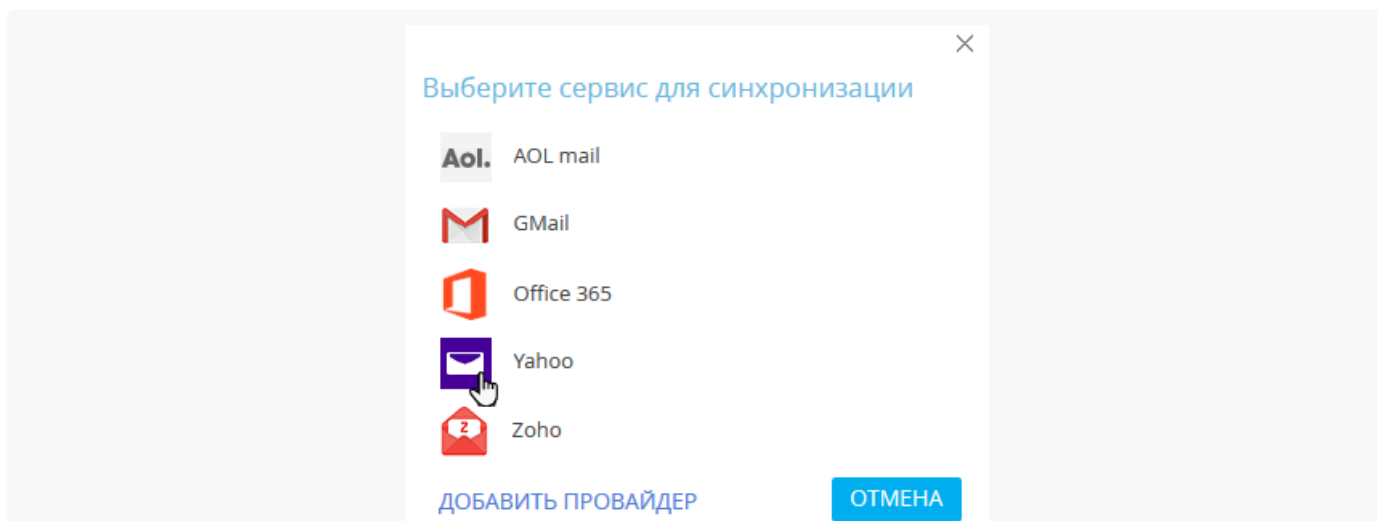 Выберите сервис для синхронизации
Aol. AOL mail
GMail
Office 365
Yahoo
Z Zoho
ДОБАВИТЬ ПРОВАЙДЕР ОТМЕНА